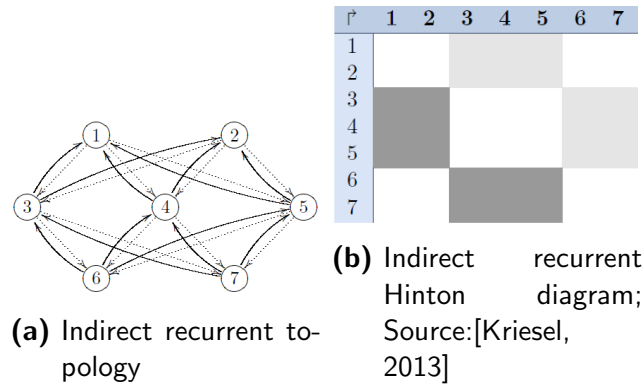 1
2
3
4
5
6
7
(a) Indirect recurrent to-
pology
↱ 1 2 3 4 5 6 7
1
2
3
4
5
6
7
(b) Indirect recurrent
Hinton diagram;
Source:[Kriesel,
2013]